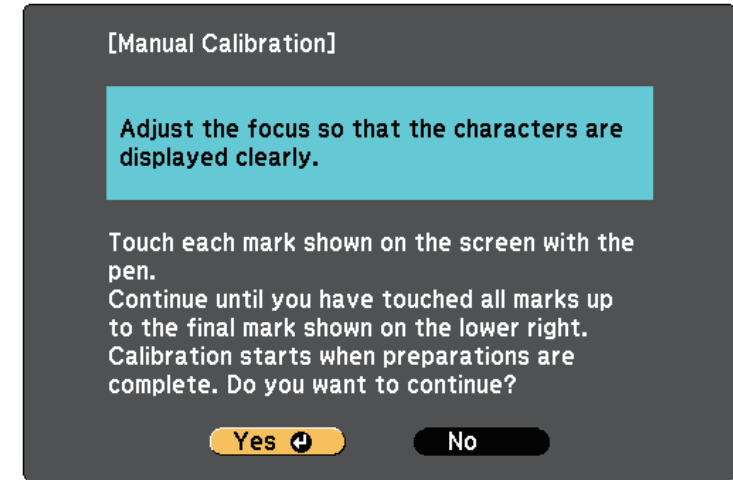 [Manual Calibration]
Adjust the focus so that the characters are
displayed clearly.
Touch each mark shown on the screen with the
pen.
Continue until you have touched all marks up
to the final mark shown on the lower right.
Calibration starts when preparations are
complete. Do you want to continue?
Yes No